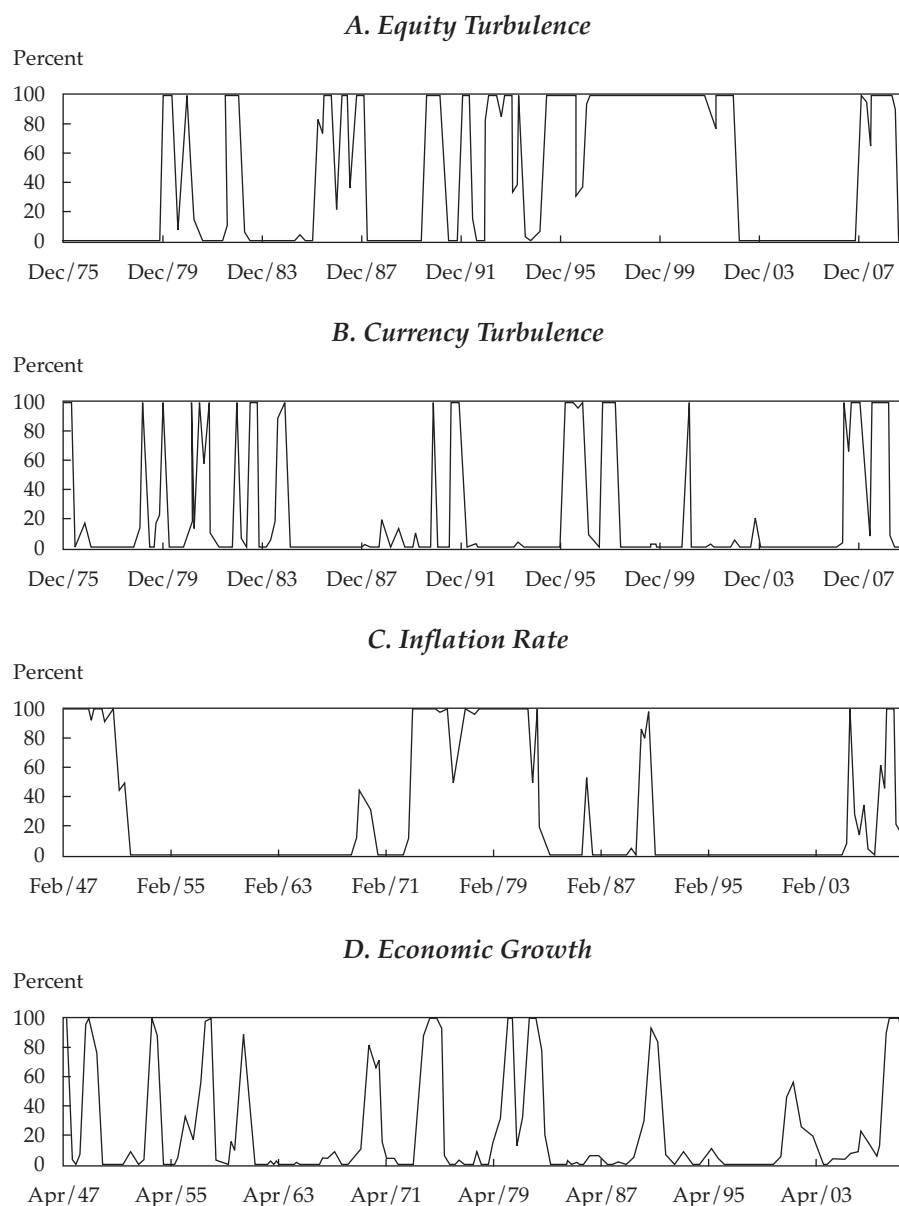 A. Equity Turbulence
Percent
100
80
60
40
20
0
Dec/75 Dec/79 Dec/83 Dec/87 Dec/91 Dec/95 Dec/99 Dec/03 Dec/07
B. Currency Turbulence
Percent
100
80
60
40
20
0
Dec/75 Dec/79 Dec/83 Dec/87 Dec/91 Dec/95 Dec/99 Dec/03 Dec/07
C. Inflation Rate
Percent
100
80
60
40
20
0
Feb/47 Feb/55 Feb/63 Feb/71 Feb/79 Feb/87 Feb/95 Feb/03
D. Economic Growth
Percent
100
80
60
40
20
0
Apr/47 Apr/55 Apr/63 Apr/71 Apr/79 Apr/87 Apr/95 Apr/03